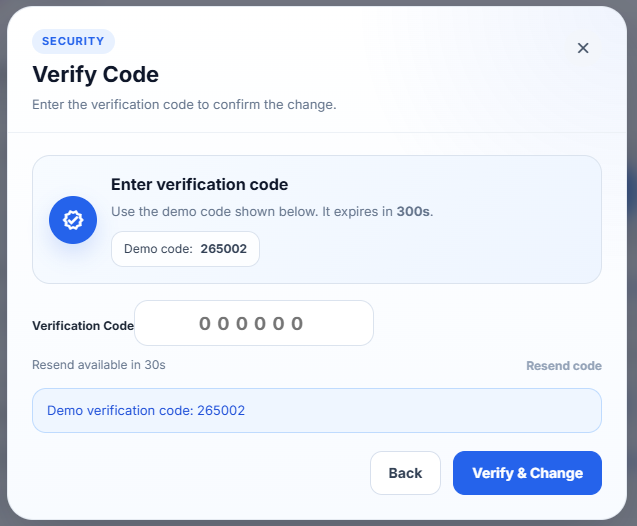 SECURITY
Verify Code
Enter the verification code to confirm the change.
Enter verification code
Use the demo code shown below. It expires in 300s.
Demo code: 265002
Verification Code 000000
Resend available in 30s Resend code
Demo verification code: 265002
Back Verify & Change